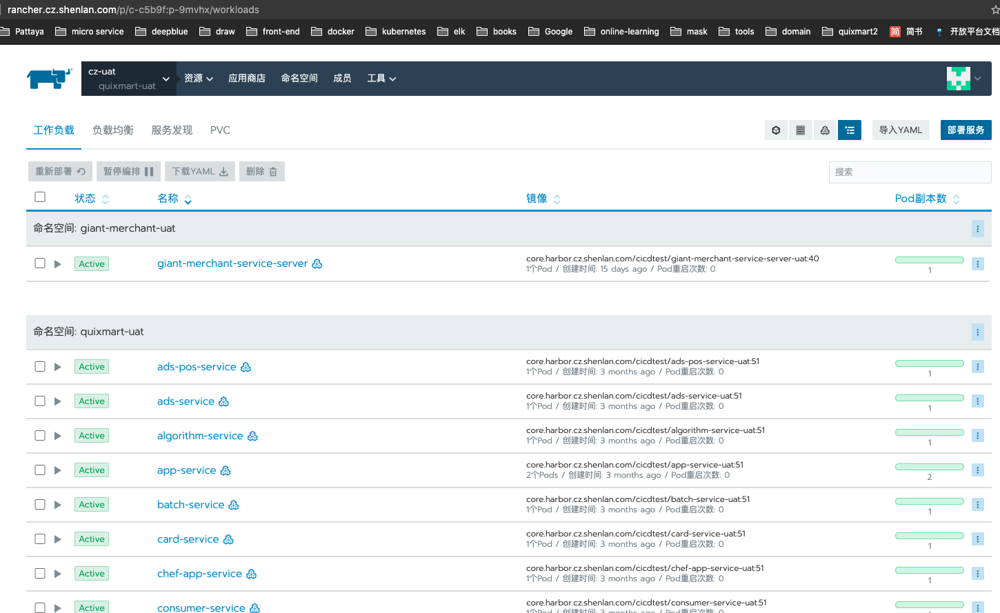 rancher.cz.shenlan.com/p/c-c5b9f:p-9mvhx/workloads
Pattaya micro service deepblue draw front-end docker kubernetes elk books Google online-learning mask tools domain quixmart2 简 简书 开放平台文档
cz-uat
quixmart-uat
资源 应用商店 命名空间 成员 工具
工作负载 负载均衡 服务发现 PVC
导入YAML 部署服务
重新部署 暂停编排 下载YAML 删除
搜索
状态 名称 镜像 Pod副本数
命名空间: giant-merchant-uat
Active giant-merchant-service-server core.harbor.cz.shenlan.com/cicdtest/giant-merchant-service-server-uat:40
1个Pod / 创建时间: 15 days ago / Pod重启次数: 0
1
命名空间: quixmart-uat
Active ads-pos-service core.harbor.cz.shenlan.com/cicdtest/ads-pos-service-uat:51
1个Pod / 创建时间: 3 months ago / Pod重启次数: 0
1
Active ads-service core.harbor.cz.shenlan.com/cicdtest/ads-service-uat:51
1个Pod / 创建时间: 3 months ago / Pod重启次数: 0
1
Active algorithm-service core.harbor.cz.shenlan.com/cicdtest/algorithm-service-uat:51
1个Pod / 创建时间: 3 months ago / Pod重启次数: 0
1
Active app-service core.harbor.cz.shenlan.com/cicdtest/app-service-uat:51
2个Pods / 创建时间: 3 months ago / Pod重启次数: 0
2
Active batch-service core.harbor.cz.shenlan.com/cicdtest/batch-service-uat:51
1个Pod / 创建时间: 3 months ago / Pod重启次数: 0
1
Active card-service core.harbor.cz.shenlan.com/cicdtest/card-service-uat:51
1个Pod / 创建时间: 3 months ago / Pod重启次数: 0
1
Active chef-app-service core.harbor.cz.shenlan.com/cicdtest/chef-app-service-uat:51
1个Pod / 创建时间: 3 months ago / Pod重启次数: 0
1
Active consumer-service core.harbor.cz.shenlan.com/cicdtest/consumer-service-uat:51
1个Pod / 创建时间: 3 months ago / Pod重启次数: 0